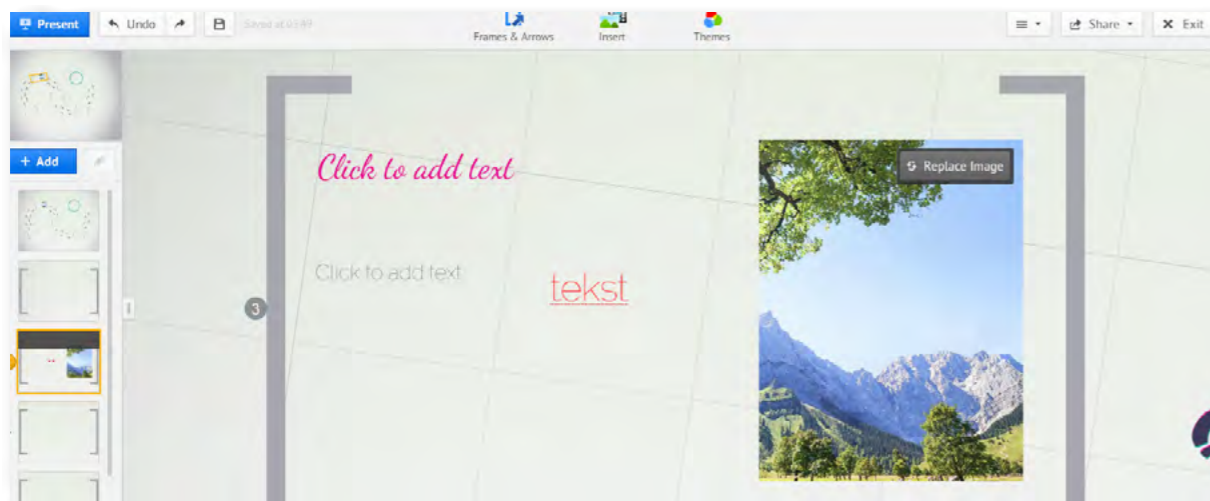 Present
Undo
Saved at 03:49
Frames & Arrows
Insert
Themes
Share
Exit
+ Add
Click to add text
Replace Image
Click to add text
tekst
3